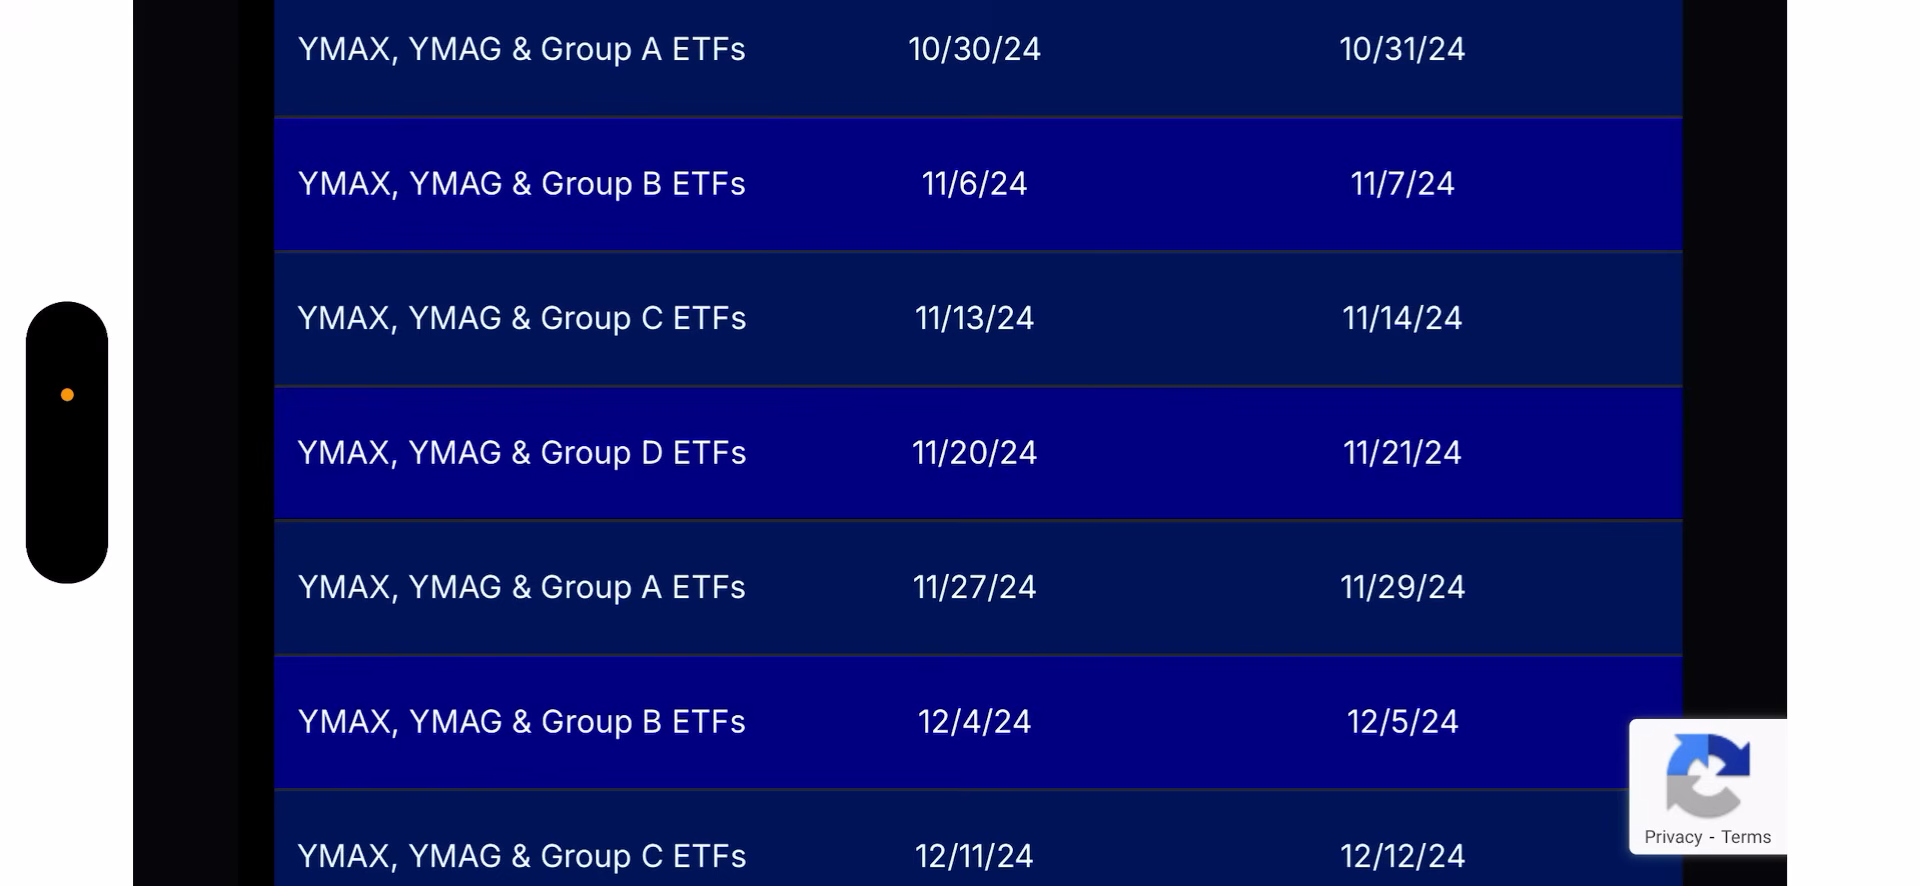 YMAX, YMAG & Group A ETFs 10/30/24 10/31/24
YMAX, YMAG & Group B ETFs 11/6/24 11/7/24
YMAX, YMAG & Group C ETFs 11/13/24 11/14/24
YMAX, YMAG & Group D ETFs 11/20/24 11/21/24
YMAX, YMAG & Group A ETFs 11/27/24 11/29/24
YMAX, YMAG & Group B ETFs 12/4/24 12/5/24
YMAX, YMAG & Group C ETFs 12/11/24 12/12/24
Privacy - Terms